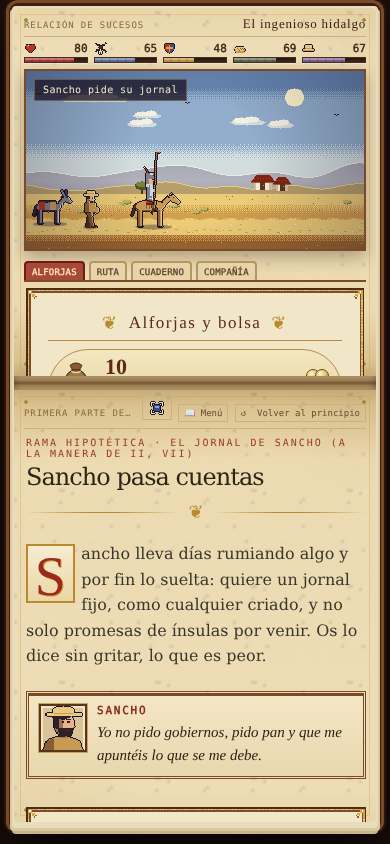 RELACIÓN DE SUCESOS
El ingenioso hidalgo
80 65 48 69 67
Sancho pide su jornal
ALFORJAS RUTA CUADERNO COMPAÑÍA
Alforjas y bolsa
10
PRIMERA PARTE DE…
Menú
Volver al principio
RAMA HIPOTÉTICA · EL JORNAL DE SANCHO (A
LA MANERA DE II, VII)
Sancho pasa cuentas
Sancho lleva días rumiando algo y
por fin lo suelta: quiere un jornal
fijo, como cualquier criado, y no
solo promesas de ínsulas por venir. Os lo
dice sin gritar, lo que es peor.
SANCHO
Yo no pido gobiernos, pido pan y que me
apuntéis lo que se me debe.